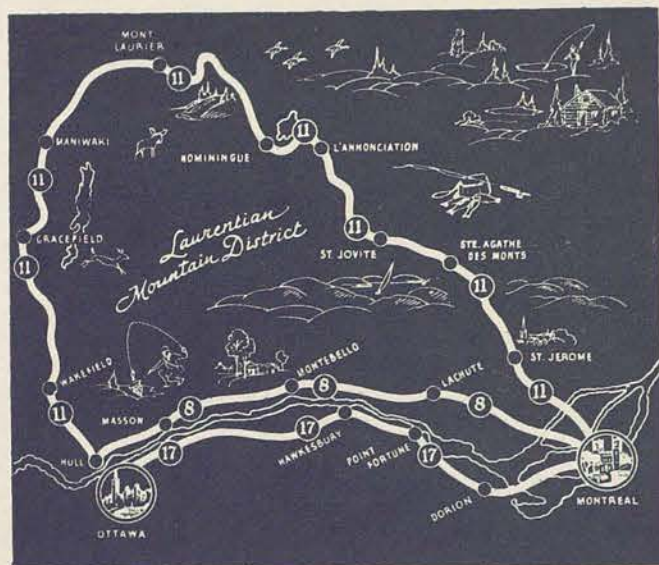 MONT
LAURIER
11
MANIWAKI
NOMININGUE
11
L'ANNONCIATION
11
GRACEFIELD
11
Laurentian
Mountain District
11
ST. JOVITE
STE. AGATHE
DES MONTS
11
ST. JEROME
WAKEFIELD
MONTEBELLO
LACHUTE
11
11
MASSON
8
8
8
HULL
17
17
HAWKESBURY
POINT
FORTUNE
17
DORION
OTTAWA
MONTREAL